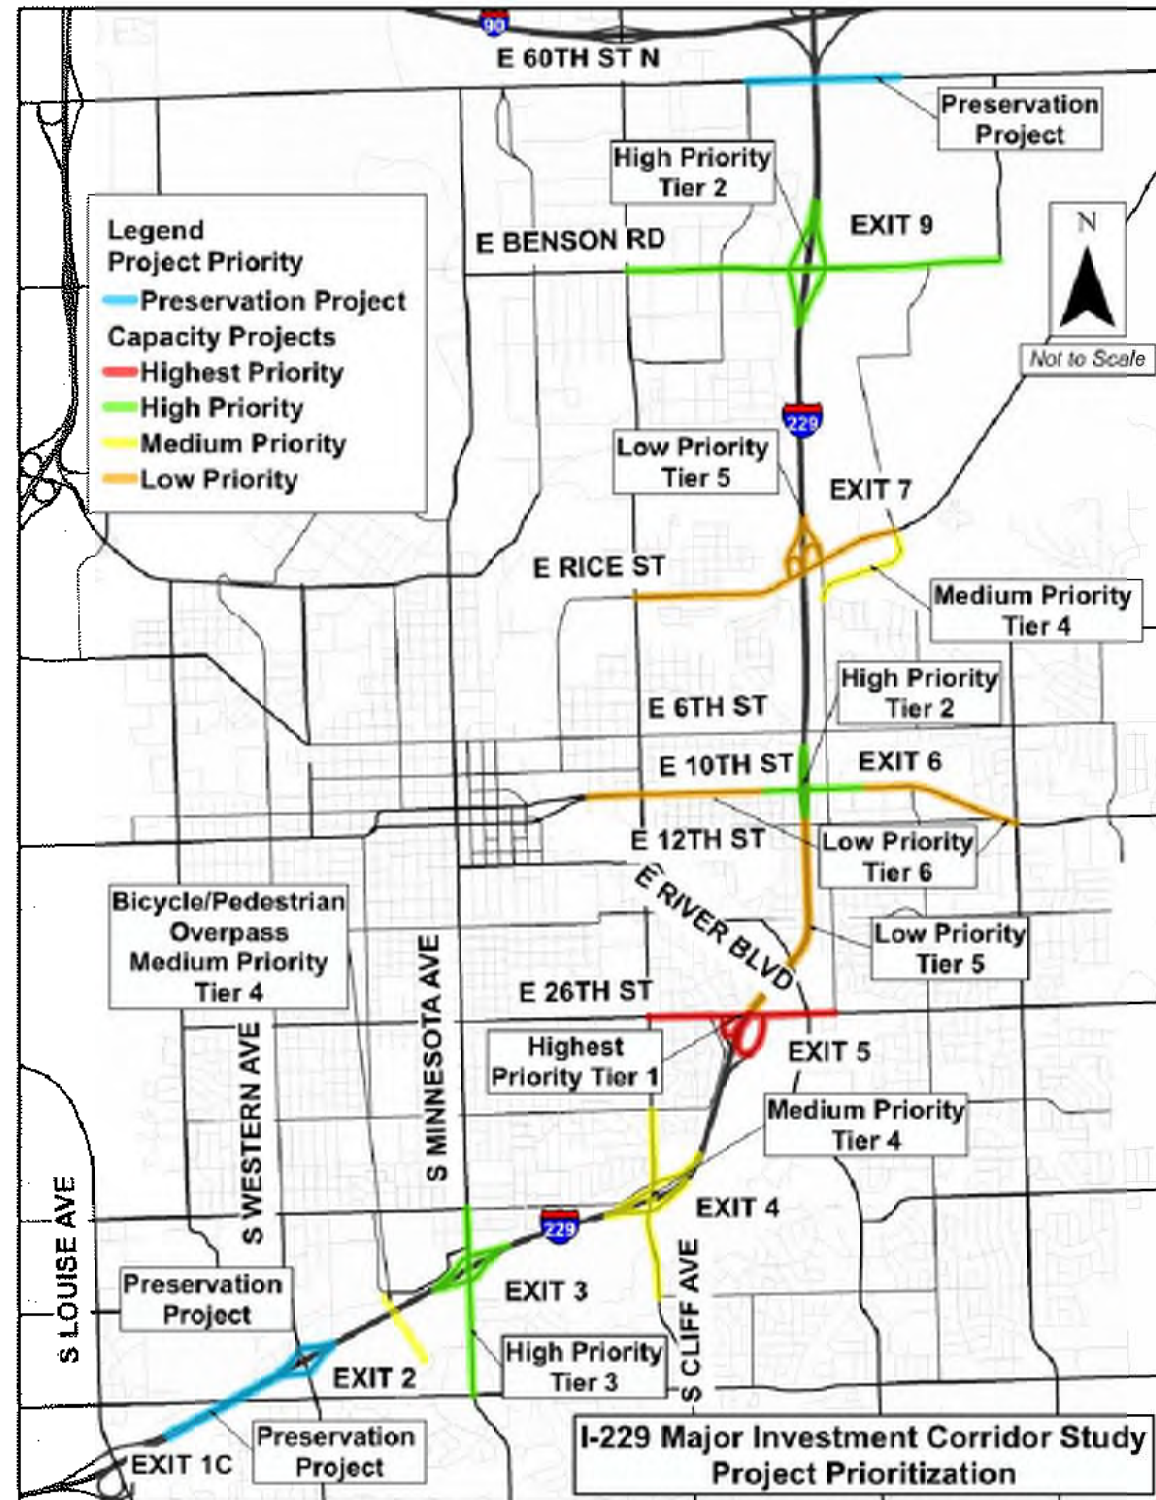 90
E 60TH ST N
Preservation
Project
High Priority
Tier 2
EXIT 9
E BENSON RD
N
Not to Scale
Legend
Project Priority
Preservation Project
Capacity Projects
Highest Priority
High Priority
Medium Priority
Low Priority
229
Low Priority
Tier 5
EXIT 7
E RICE ST
Medium Priority
Tier 4
High Priority
Tier 2
E 6TH ST
E 10TH ST
EXIT 6
E 12TH ST
Low Priority
Tier 6
E RIVER BLVD
Bicycle/Pedestrian
Overpass
Medium Priority
Tier 4
Low Priority
Tier 5
S MINNESOTA AVE
E 26TH ST
S WESTERN AVE
Highest
Priority Tier 1
EXIT 5
Medium Priority
Tier 4
S LOUISE AVE
EXIT 4
229
S CLIFF AVE
Preservation
Project
EXIT 3
High Priority
Tier 3
EXIT 2
Preservation
Project
EXIT 1C
I-229 Major Investment Corridor Study
Project Prioritization